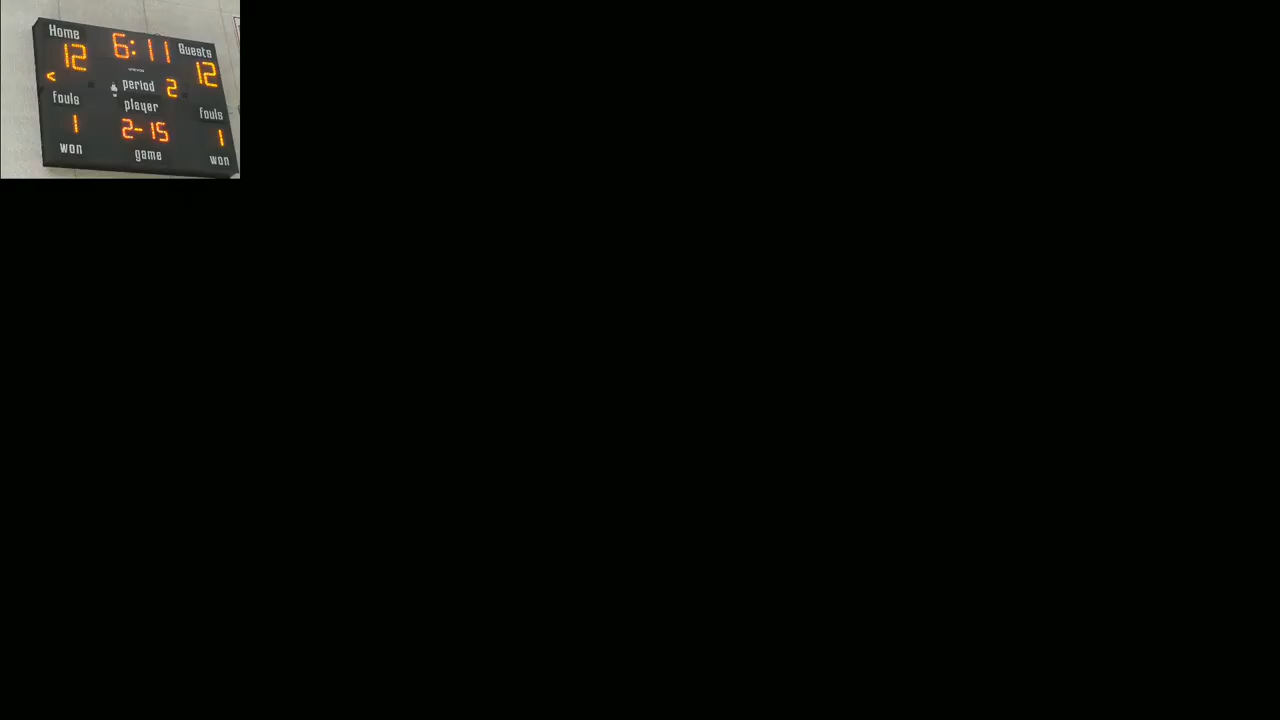 Home 6:11 Guests
12 12
< period 2
fouls player fouls
1 2-15 1
won game won